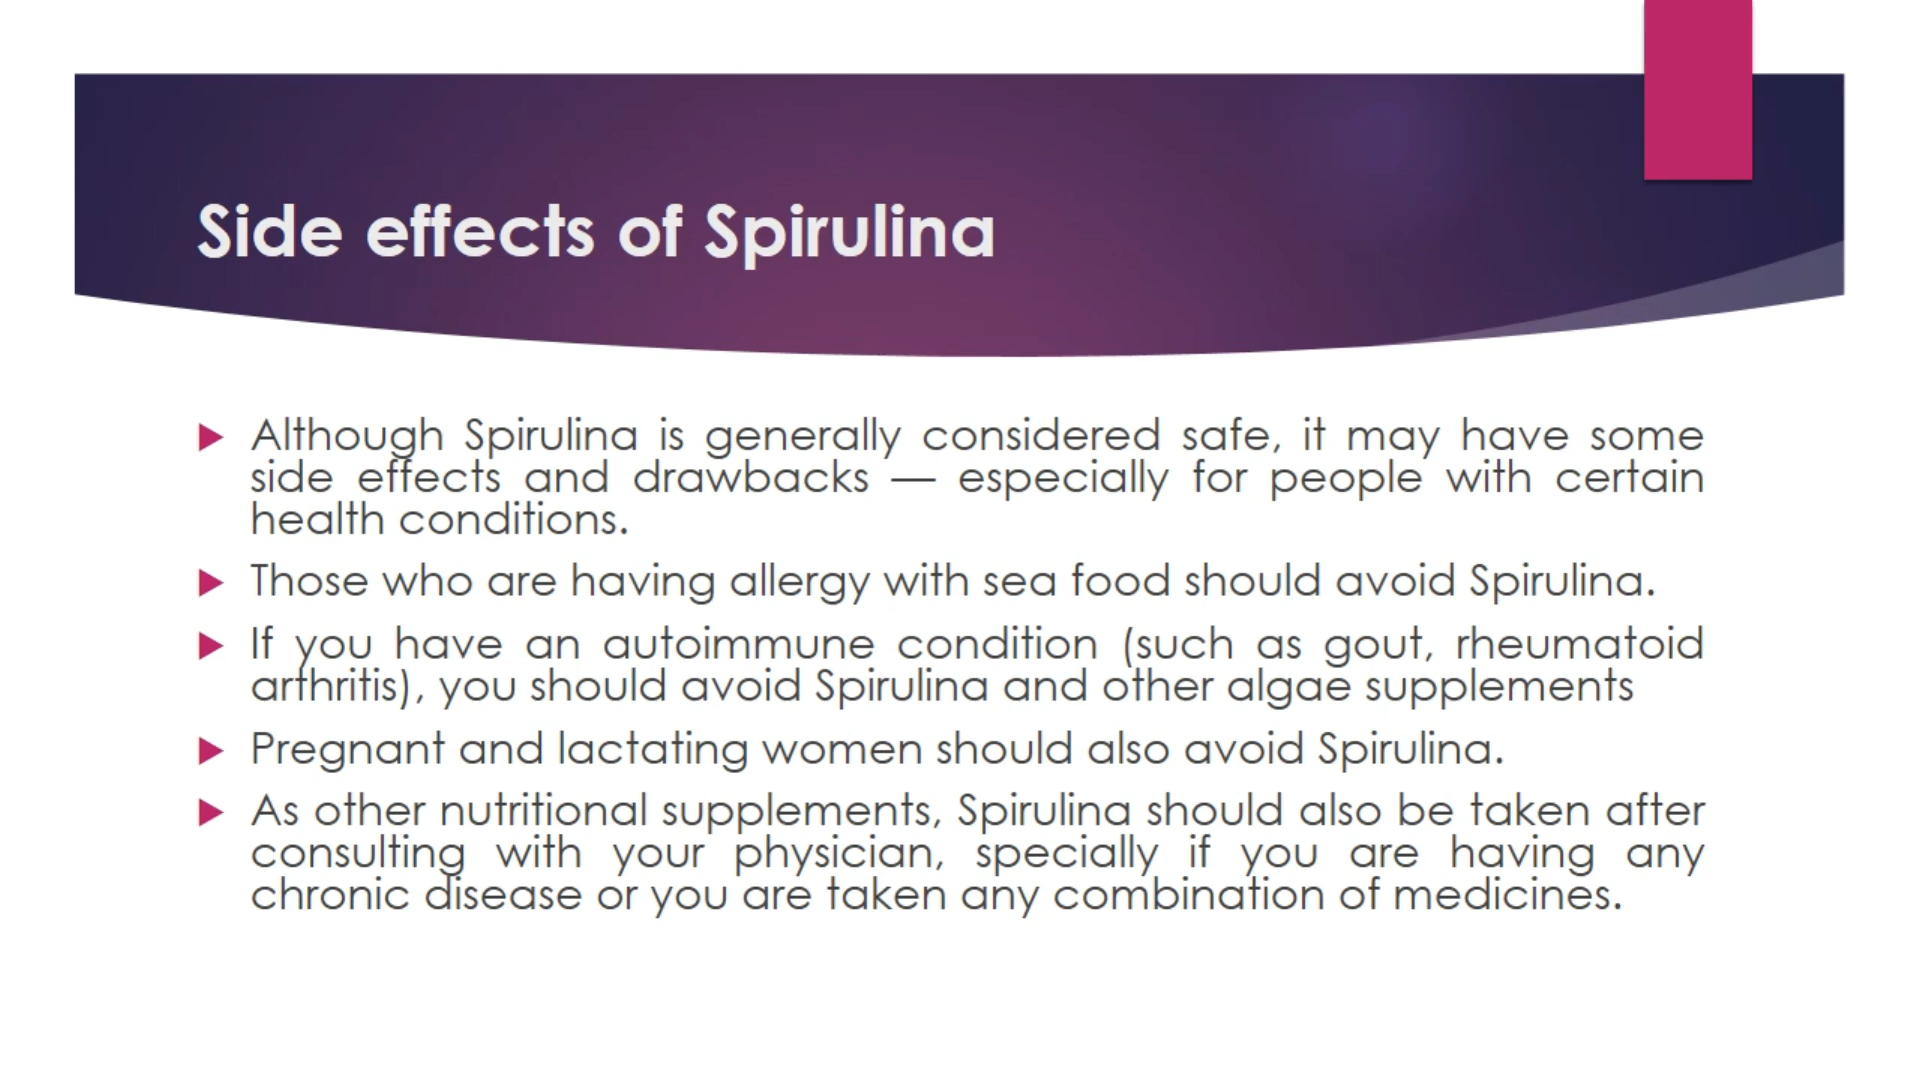 Side effects of Spirulina
Although Spirulina is generally considered safe, it may have some
side effects and drawbacks — especially for people with certain
health conditions.
Those who are having allergy with sea food should avoid Spirulina.
If you have an autoimmune condition (such as gout, rheumatoid
arthritis), you should avoid Spirulina and other algae supplements
Pregnant and lactating women should also avoid Spirulina.
As other nutritional supplements, Spirulina should also be taken after
consulting with your physician, specially if you are having any
chronic disease or you are taken any combination of medicines.